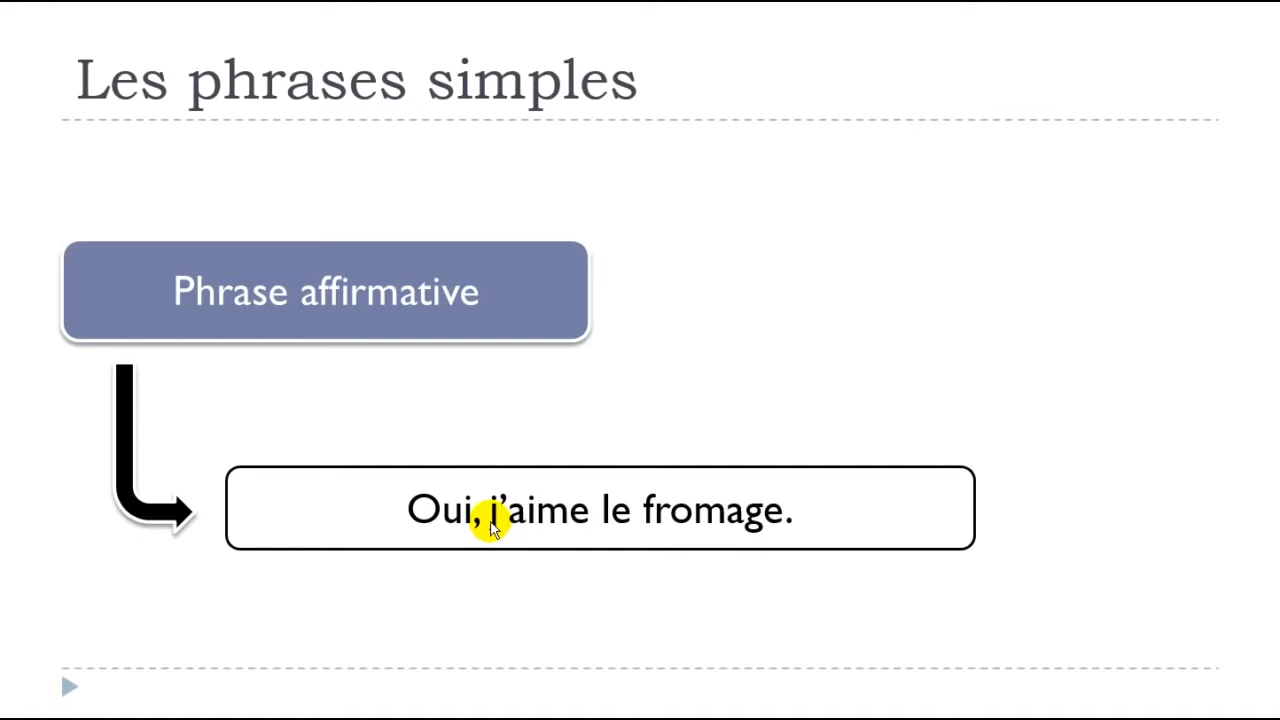 Les phrases simples
Phrase affirmative
Oui, j’aime le fromage.